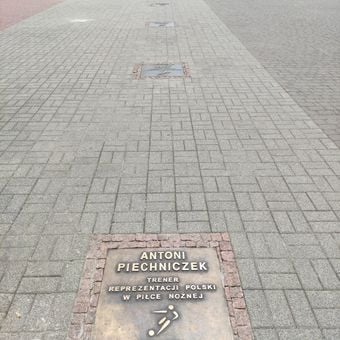 ANTONI
PIECHNICZEK
TRENER
REPREZENTACJI POLSKI
W PIŁCE NOŻNEJ